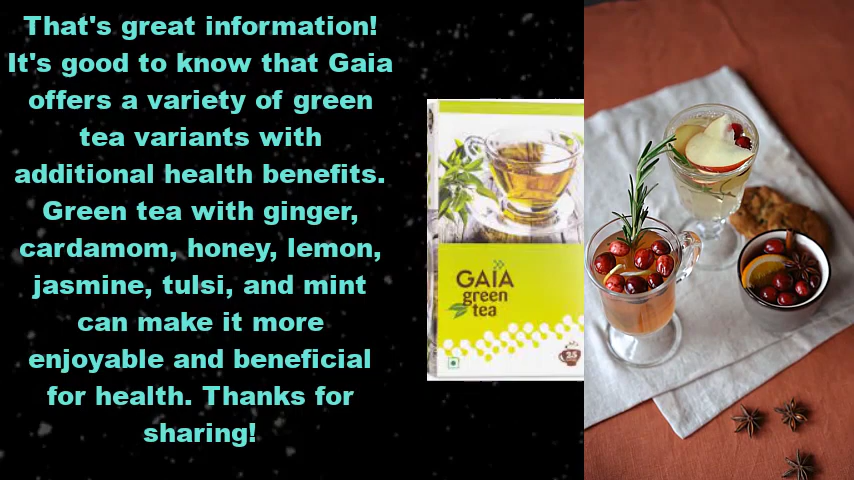 That's great information!
It's good to know that Gaia
offers a variety of green
tea variants with
additional health benefits.
Green tea with ginger,
cardamom, honey, lemon,
jasmine, tulsi, and mint
can make it more
enjoyable and beneficial
for health. Thanks for
sharing!
GAIA
green
tea
25